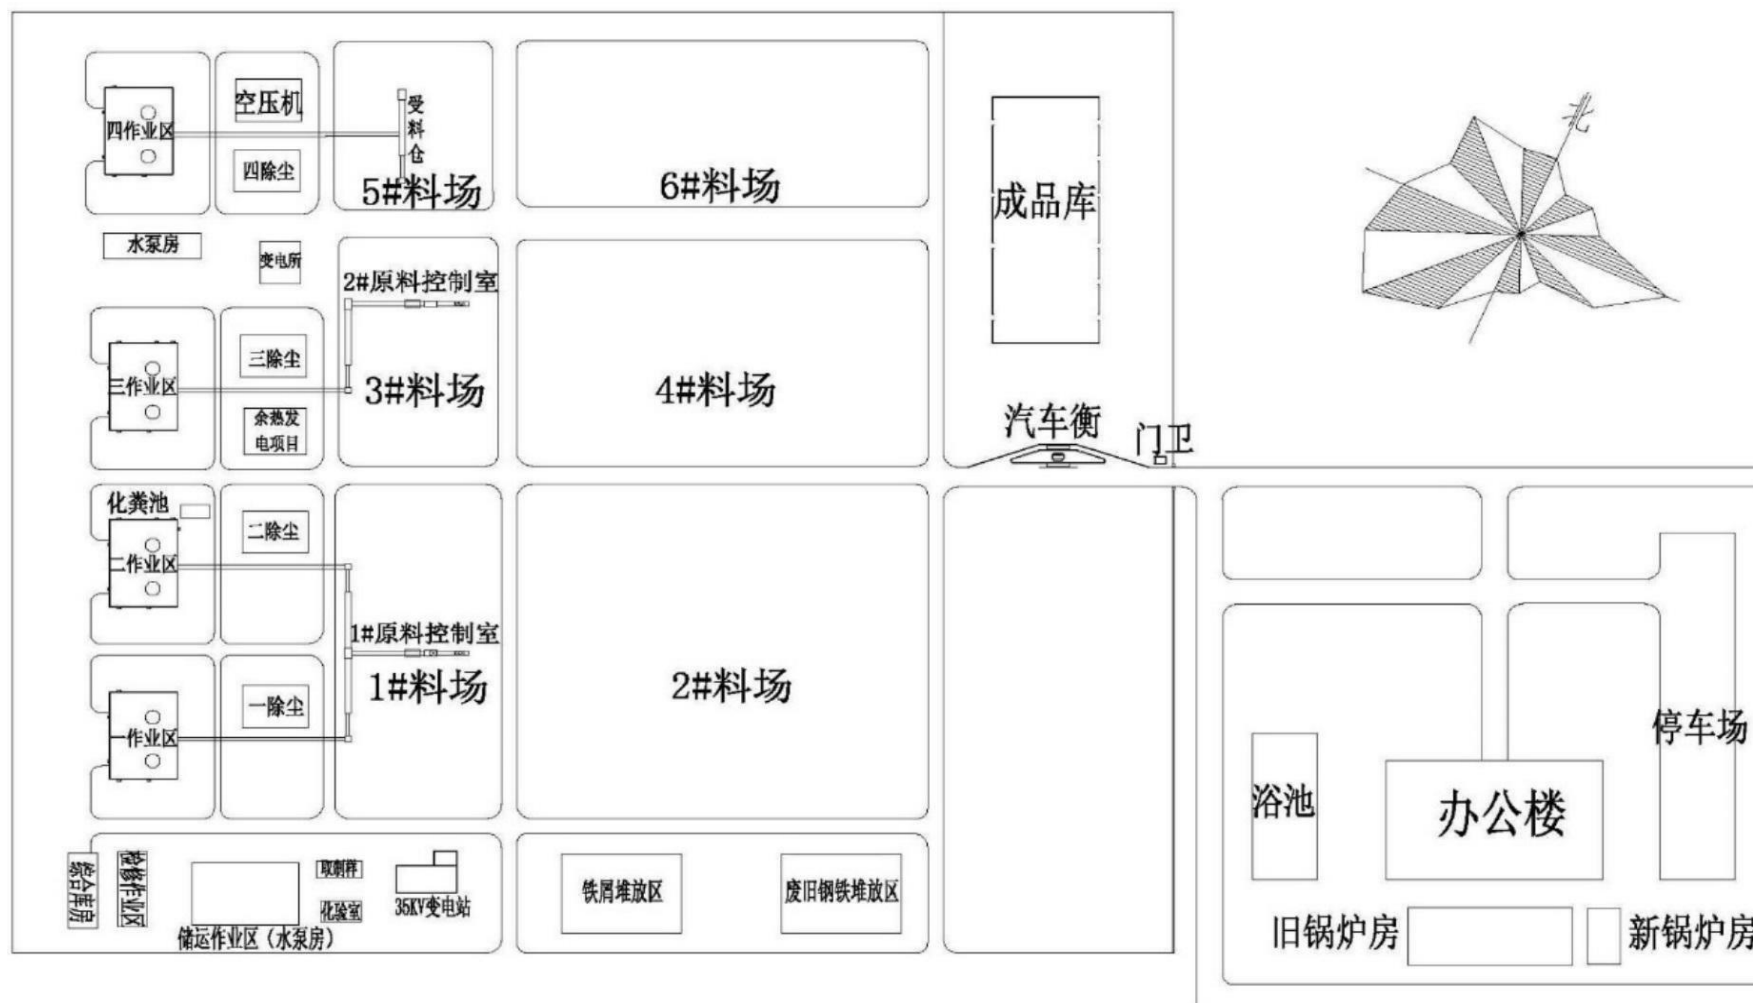 空压机
受料仓
四作业区
四除尘
5#料场
6#料场
成品库
北
水泵房
变电所
2#原料控制室
三除尘
三作业区
3#料场
4#料场
余热发
电项目
汽车衡
门卫
化粪池
二除尘
二作业区
1#原料控制室
1#料场
2#料场
一除尘
一作业区
停车场
浴池
办公楼
综合库房
检修作业区
取制样
化验室
35KV变电站
储运作业区(水泵房)
铁屑堆放区
废旧钢铁堆放区
旧锅炉房
新锅炉房